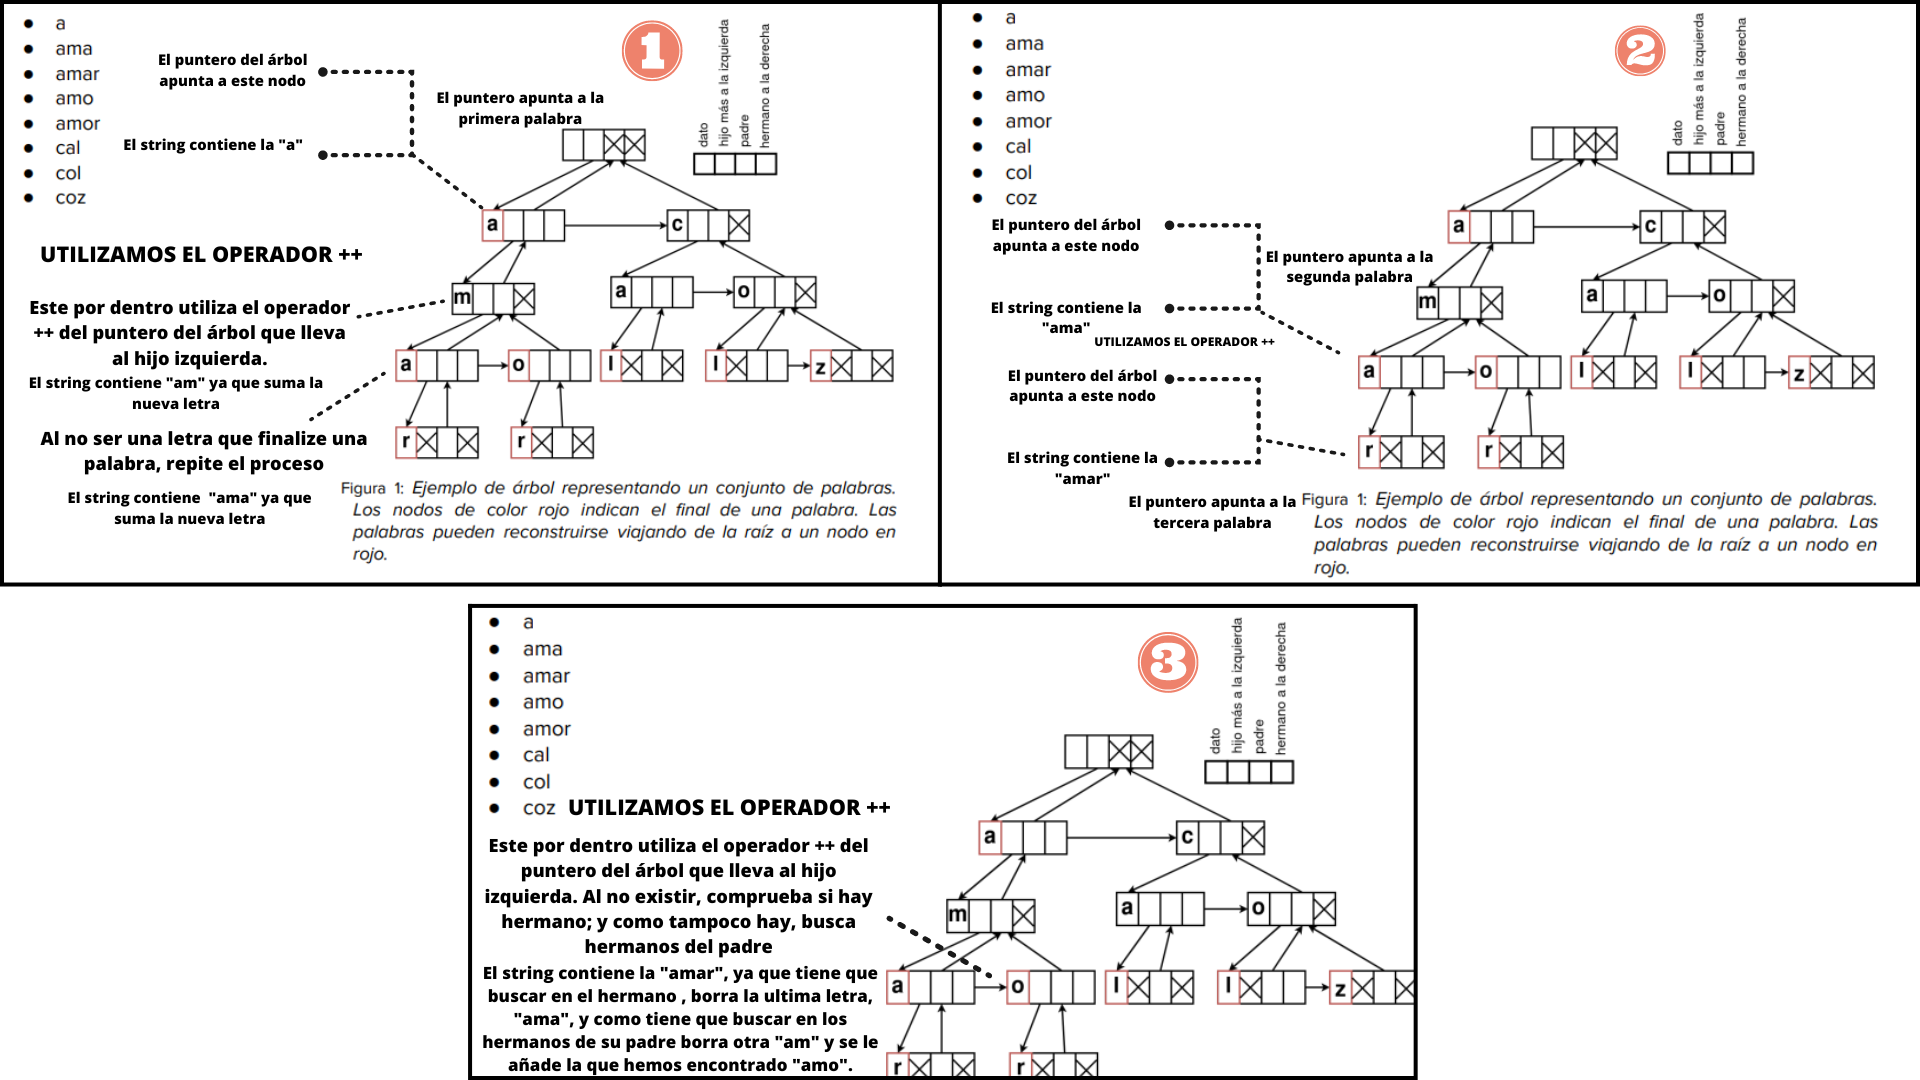 a
ama
amar
amo
amor
cal
col
coz
El puntero del árbol
apunta a este nodo
El string contiene la "a"
El puntero apunta a la
primera palabra
1
dato
hijo más a la izquierda
padre
hermano a la derecha
a
c
m
a
o
a
o
l
l
z
r
r
UTILIZAMOS EL OPERADOR ++
Este por dentro utiliza el operador
++ del puntero del árbol que lleva
al hijo izquierda.
El string contiene "am" ya que suma la
nueva letra
Al no ser una letra que finalize una
palabra, repite el proceso
El string contiene "ama" ya que
suma la nueva letra
Figura 1: Ejemplo de árbol representando un conjunto de palabras.
Los nodos de color rojo indican el final de una palabra. Las
palabras pueden reconstruirse viajando de la raíz a un nodo en
rojo.
a
ama
amar
amo
amor
cal
col
coz
2
dato
hijo más a la izquierda
padre
hermano a la derecha
El puntero del árbol
apunta a este nodo
El puntero apunta a la
segunda palabra
El string contiene la
"ama"
UTILIZAMOS EL OPERADOR ++
El puntero del árbol
apunta a este nodo
El string contiene la
"amar"
El puntero apunta a la
tercera palabra
a
c
m
a
o
a
o
l
l
z
r
r
Figura 1: Ejemplo de árbol representando un conjunto de palabras.
Los nodos de color rojo indican el final de una palabra. Las
palabras pueden reconstruirse viajando de la raíz a un nodo en
rojo.
a
ama
amar
amo
amor
cal
col
coz
3
dato
hijo más a la izquierda
padre
hermano a la derecha
UTILIZAMOS EL OPERADOR ++
Este por dentro utiliza el operador ++ del
puntero del árbol que lleva al hijo
izquierda. Al no existir, comprueba si hay
hermano; y como tampoco hay, busca
hermanos del padre
El string contiene la "amar", ya que tiene que
buscar en el hermano , borra la ultima letra,
"ama", y como tiene que buscar en los
hermanos de su padre borra otra "am" y se le
añade la que hemos encontrado "amo".
a
c
m
a
o
a
o
l
l
z
r
r